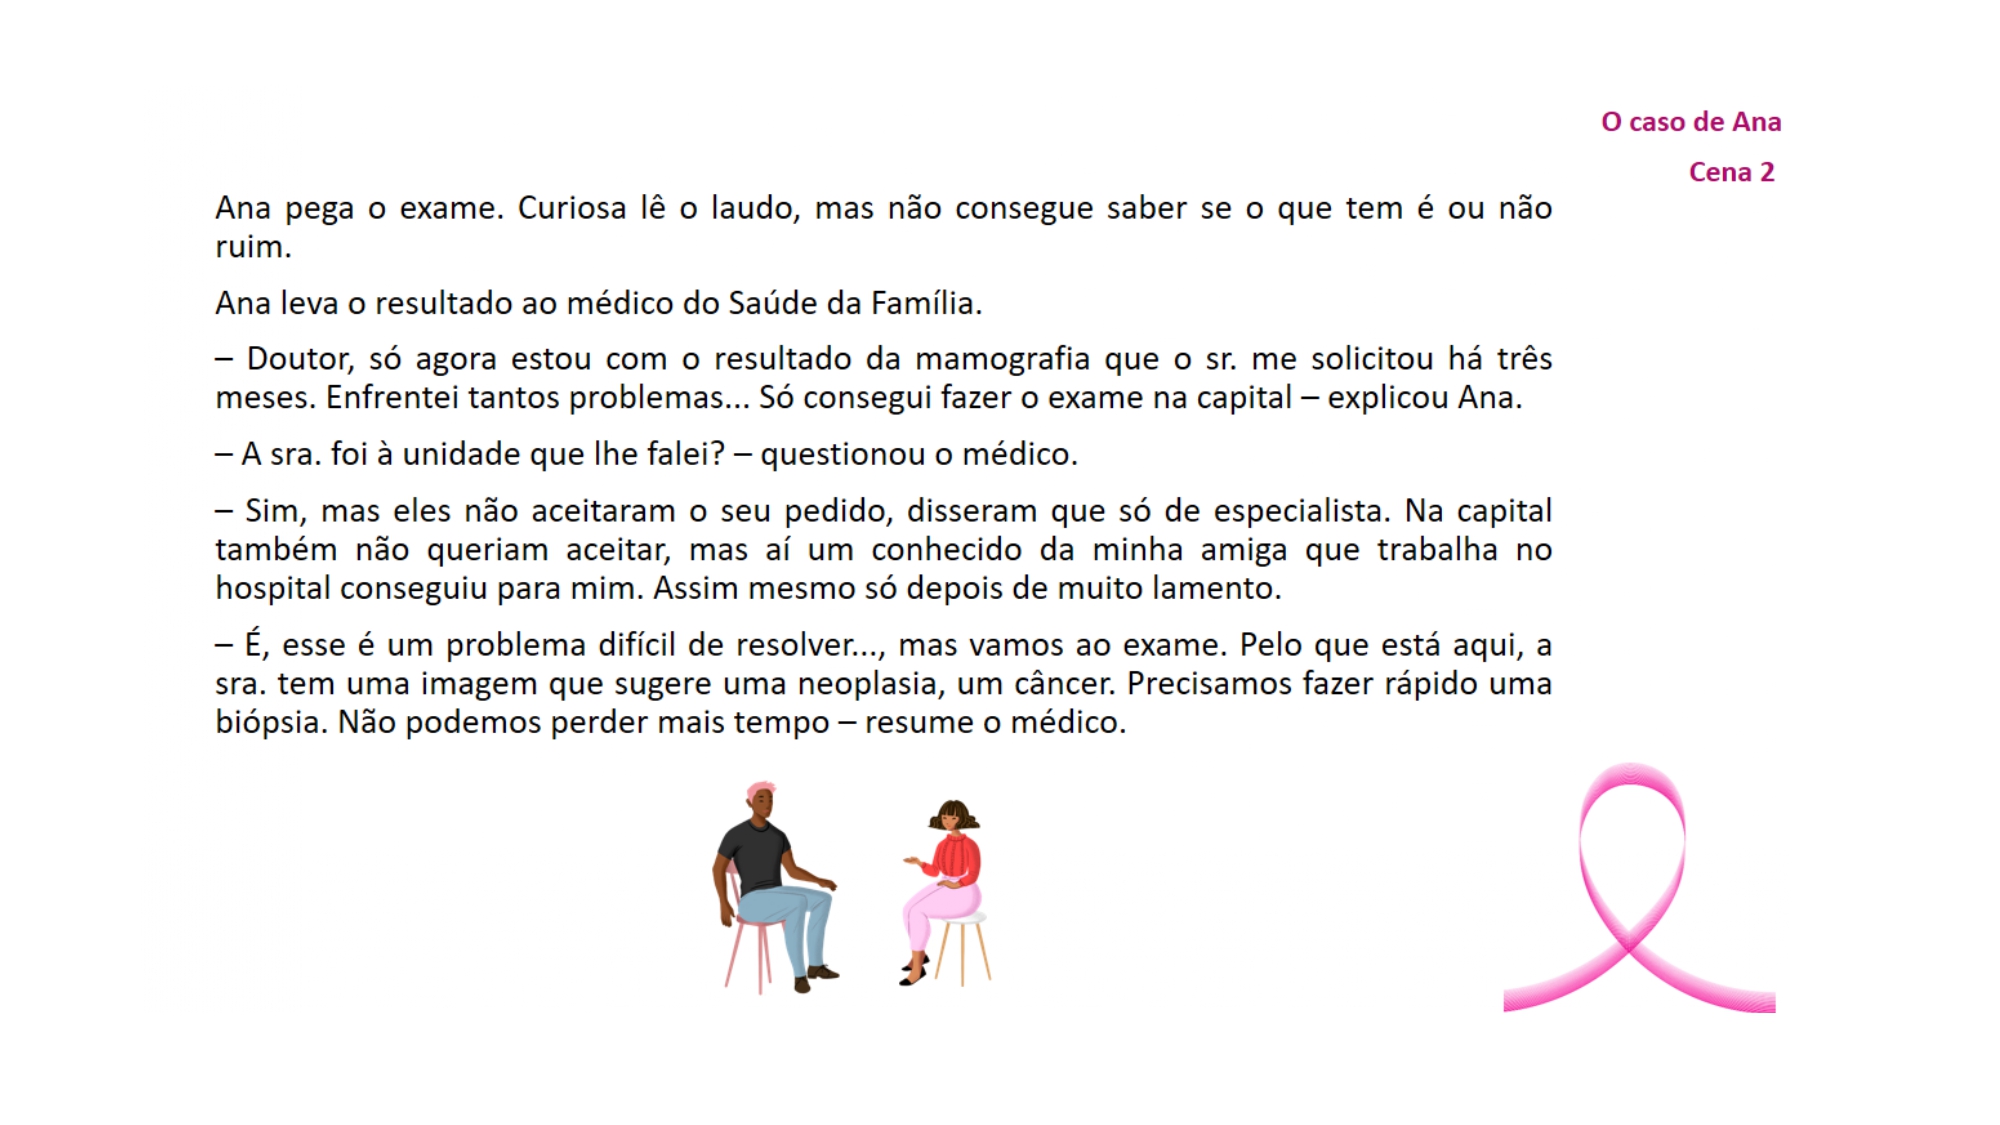 O caso de Ana
Cena 2
Ana pega o exame. Curiosa lê o laudo, mas não consegue saber se o que tem é ou não
ruim.
Ana leva o resultado ao médico do Saúde da Família.
– Doutor, só agora estou com o resultado da mamografia que o sr. me solicitou há três
meses. Enfrentei tantos problemas... Só consegui fazer o exame na capital – explicou Ana.
– A sra. foi à unidade que lhe falei? – questionou o médico.
– Sim, mas eles não aceitaram o seu pedido, disseram que só de especialista. Na capital
também não queriam aceitar, mas aí um conhecido da minha amiga que trabalha no
hospital conseguiu para mim. Assim mesmo só depois de muito lamento.
– É, esse é um problema difícil de resolver..., mas vamos ao exame. Pelo que está aqui, a
sra. tem uma imagem que sugere uma neoplasia, um câncer. Precisamos fazer rápido uma
biópsia. Não podemos perder mais tempo – resume o médico.